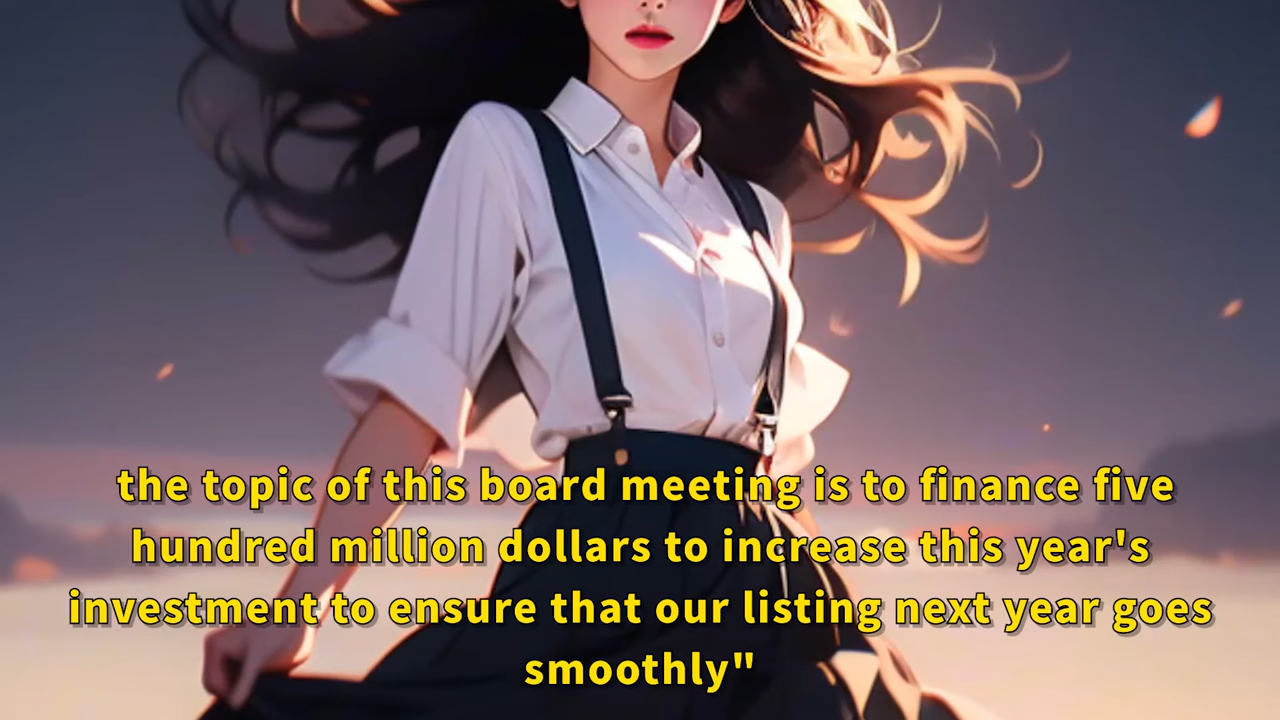 the topic of this board meeting is to finance five
hundred million dollars to increase this year's
investment to ensure that our listing next year goes
smoothly"